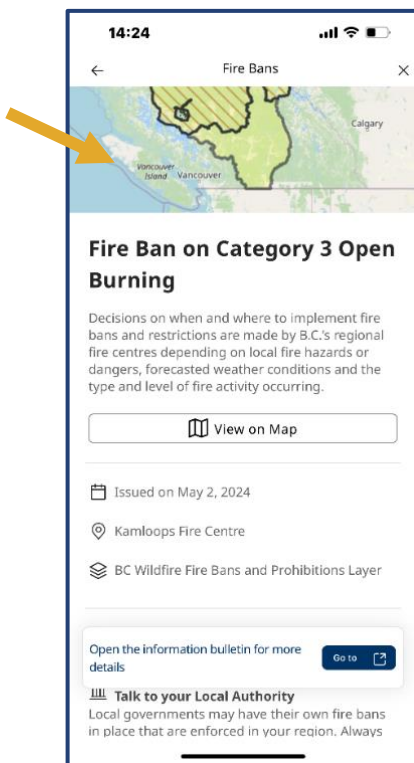 14:24
Fire Bans
Calgary
Vancouver
Island Vancouver
Fire Ban on Category 3 Open
Burning
Decisions on when and where to implement fire
bans and restrictions are made by B.C.'s regional
fire centres depending on local fire hazards or
dangers, forecasted weather conditions and the
type and level of fire activity occurring.
View on Map
Issued on May 2, 2024
Kamloops Fire Centre
BC Wildfire Fire Bans and Prohibitions Layer
Open the information bulletin for more
details
Go to
Talk to your Local Authority
Local governments may have their own fire bans
in place that are enforced in your region. Always